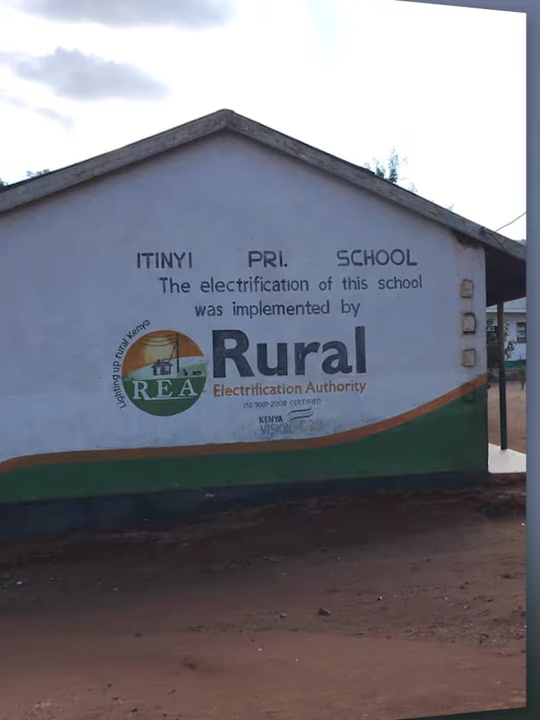 ITINYI PRI. SCHOOL
The electrification of this school
was implemented by
Lighting up rural Kenya
REA
Rural
Electrification Authority
ISO 9001-2008 CERTIFIED
KENYA
VISION 2030